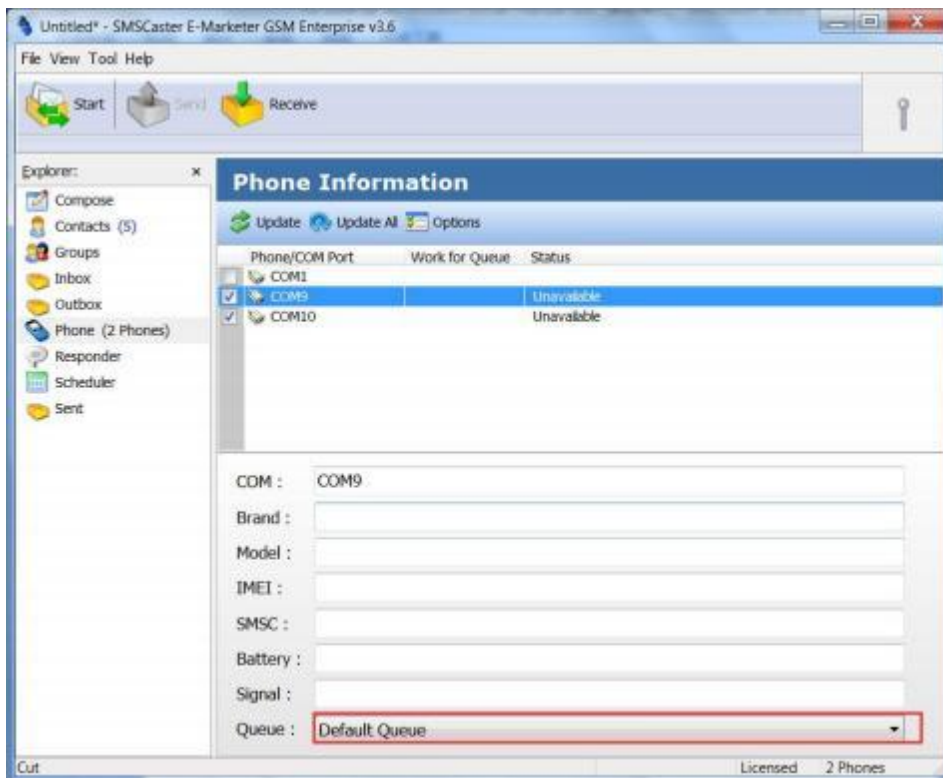 Untitled* - SMSCaster E-Marketer GSM Enterprise v3.6
File View Tool Help
Start Send Receive
Explorer: x
Compose
Contacts (5)
Groups
Inbox
Outbox
Phone (2 Phones)
Responder
Scheduler
Sent
Phone Information
Update Update All Options
Phone/COM Port Work for Queue Status
COM1
COM9 Unavailable
COM10 Unavailable
COM : COM9
Brand :
Model :
IMEI :
SMSC :
Battery :
Signal :
Queue : Default Queue
Cut Licensed 2 Phones